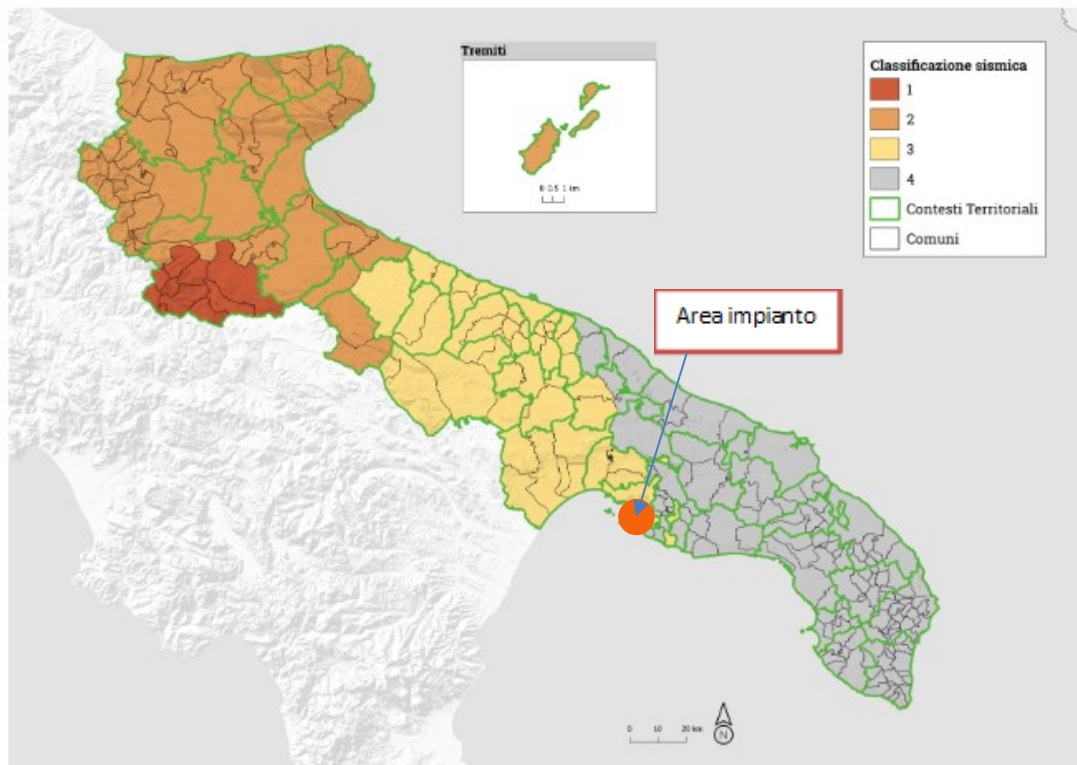 Tremiti
0 0.5 1 km
Classificazione sismica
1
2
3
4
Contesti Territoriali
Comuni
Area impianto
0 10 20 km
N